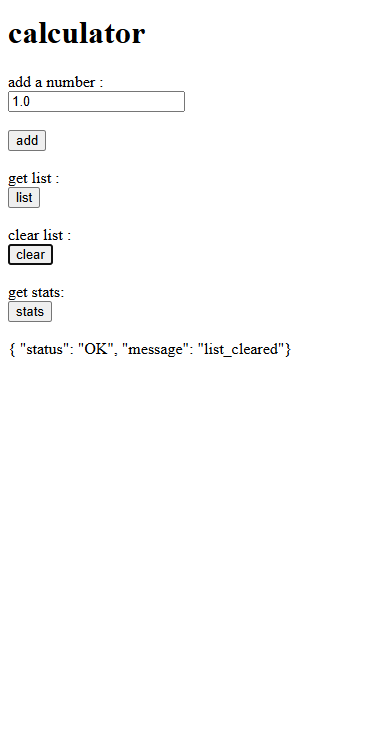 calculator
add a number :
1.0
add
get list :
list
clear list :
clear
get stats:
stats
{ "status": "OK", "message": "list_cleared"}